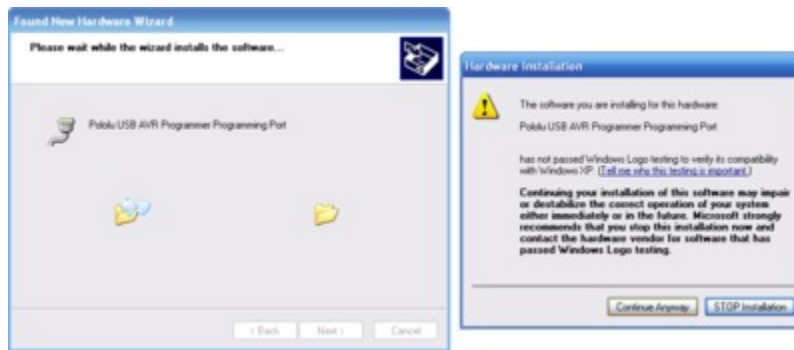 Found New Hardware Wizard
Please wait while the wizard installs the software...
Pololu USB AVR Programmer Programming Port
< Back
Next >
Cancel
Hardware Installation
The software you are installing for this hardware:
Pololu USB AVR Programmer Programming Port
has not passed Windows Logo testing to verify its compatibility
with Windows XP. (Tell me why this testing is important.)
Continuing your installation of this software may impair
or destabilize the correct operation of your system
either immediately or in the future. Microsoft strongly
recommends that you stop this installation now and
contact the hardware vendor for software that has
passed Windows Logo testing.
Continue Anyway
STOP Installation